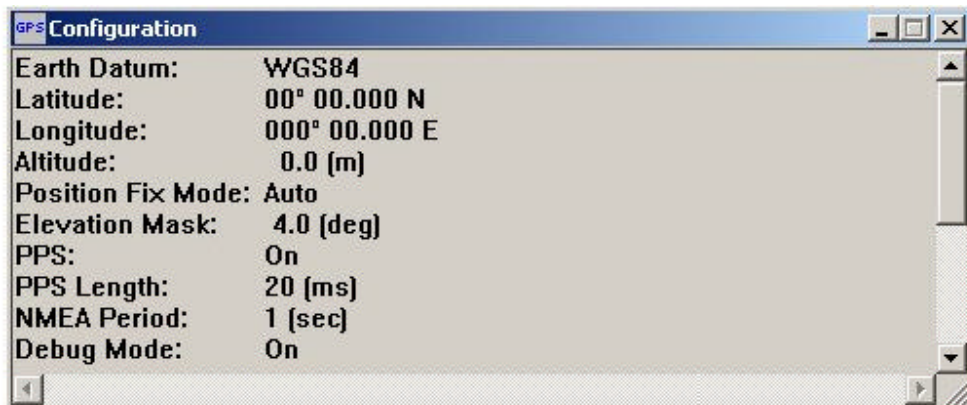 GPS Configuration
Earth Datum: WGS84
Latitude: 00° 00.000 N
Longitude: 000° 00.000 E
Altitude: 0.0 (m)
Position Fix Mode: Auto
Elevation Mask: 4.0 (deg)
PPS: On
PPS Length: 20 (ms)
NMEA Period: 1 (sec)
Debug Mode: On